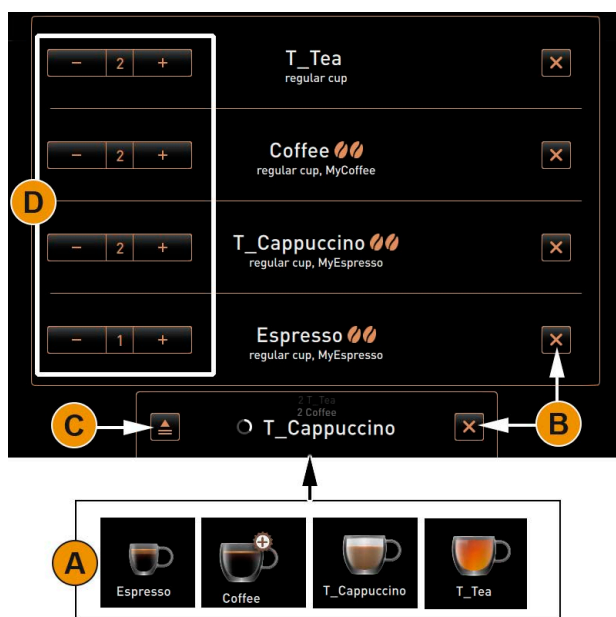 − 2 +
T_Tea
regular cup
×
− 2 +
Coffee
regular cup, MyCoffee
×
D
− 2 +
T_Cappuccino
regular cup, MyEspresso
×
− 1 +
Espresso
regular cup, MyEspresso
×
2 T_Tea
2 Coffee
C
T_Cappuccino
×
B
A
Espresso
Coffee
T_Cappuccino
T_Tea